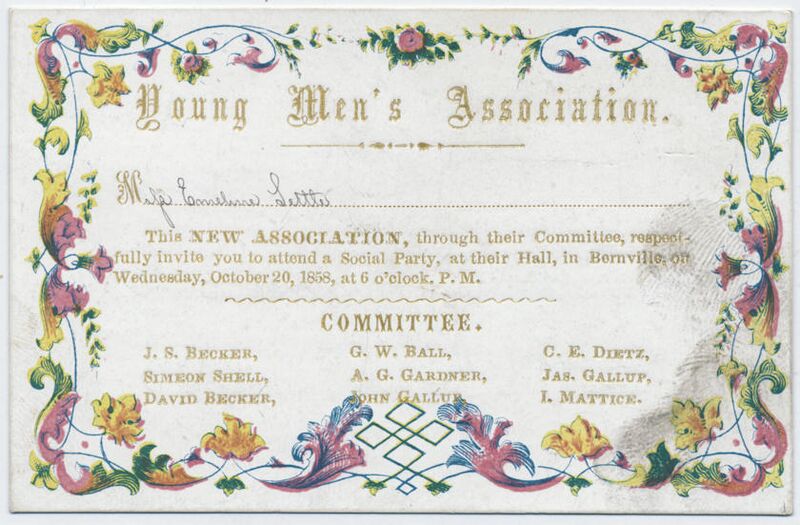 Young Men's Association.
Miss Emeline Settle
This NEW ASSOCIATION, through their Committee, respect-
fully invite you to attend a Social Party, at their Hall, in Bernville, on
Wednesday, October 20, 1858, at 6 o'clock. P. M.
COMMITTEE.
J. S. BECKER, G. W. BALL, C. E. DIETZ,
SIMEON SHELL, A. G. GARDNER, JAS. GALLUP,
DAVID BECKER, JOHN GALLUP, I. MATTICE.